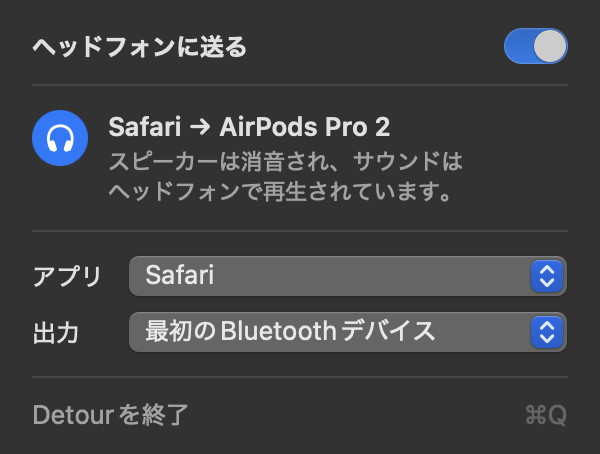 ヘッドフォンに送る
Safari → AirPods Pro 2
スピーカーは消音され、サウンドは
ヘッドフォンで再生されています。
アプリ Safari
出力 最初のBluetoothデバイス
Detourを終了 ⌘Q